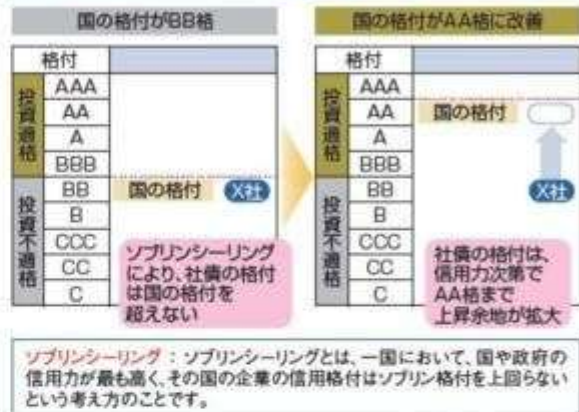 国の格付がBB格
格付
投資適格
AAA
AA
A
BBB
投資不適格
BB
B
CCC
CC
C
国の格付
X社
ソブリンシーリング
により、社債の格付
は国の格付を
超えない
国の格付がAA格に改善
格付
投資適格
AAA
AA
A
BBB
投資不適格
BB
B
CCC
CC
C
国の格付
X社
社債の格付は、
信用力次第で
AA格まで
上昇余地が拡大
ソブリンシーリング：ソブリンシーリングとは、一国において、国や政府の
信用力が最も高く、その国の企業の信用格付はソブリン格付を上回らない
という考え方のことです。